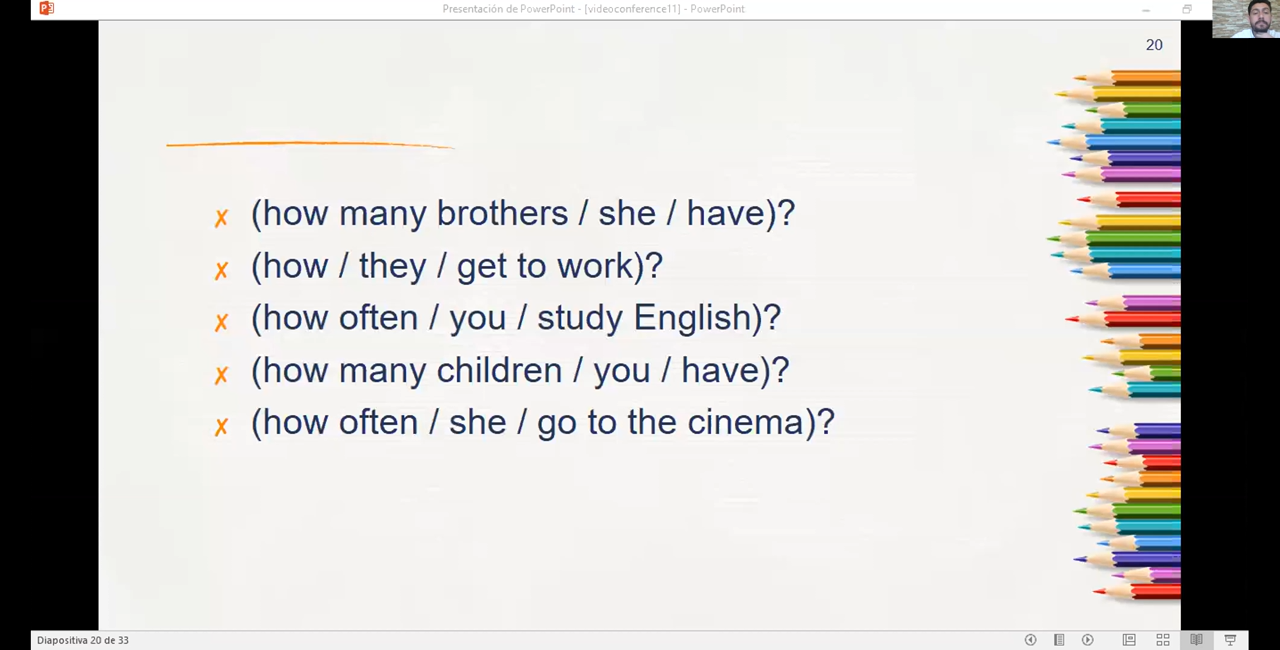 Presentación de PowerPoint - [videoconference11] - PowerPoint
20
(how many brothers / she / have)?
(how / they / get to work)?
(how often / you / study English)?
(how many children / you / have)?
(how often / she / go to the cinema)?
Diapositiva 20 de 33